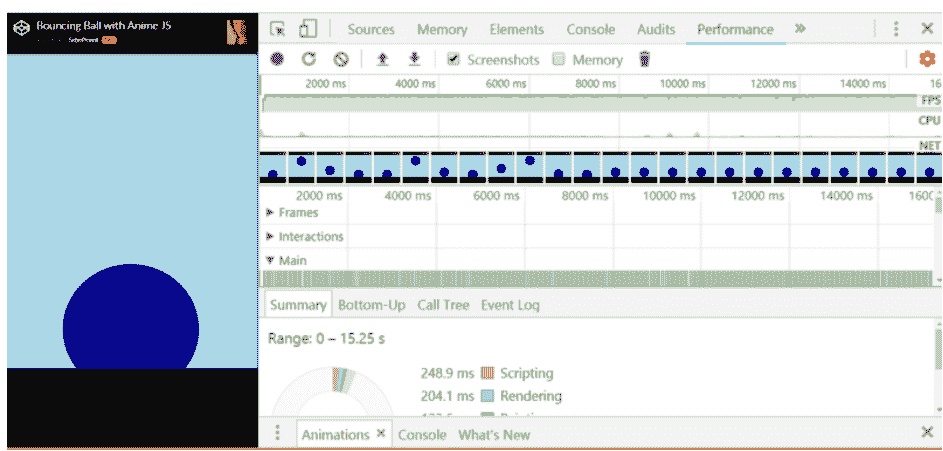 Bouncing Ball with Anime JS
Sources Memory Elements Console Audits Performance »
Screenshots Memory
2000 ms 4000 ms 6000 ms 8000 ms 10000 ms 12000 ms 14000 ms 16
FPS
CPU
NET
2000 ms 4000 ms 6000 ms 8000 ms 10000 ms 12000 ms 14000 ms 1600
Frames
Interactions
Main
Summary Bottom-Up Call Tree Event Log
Range: 0 – 15.25 s
248.9 ms Scripting
204.1 ms Rendering
Animations × Console What's New